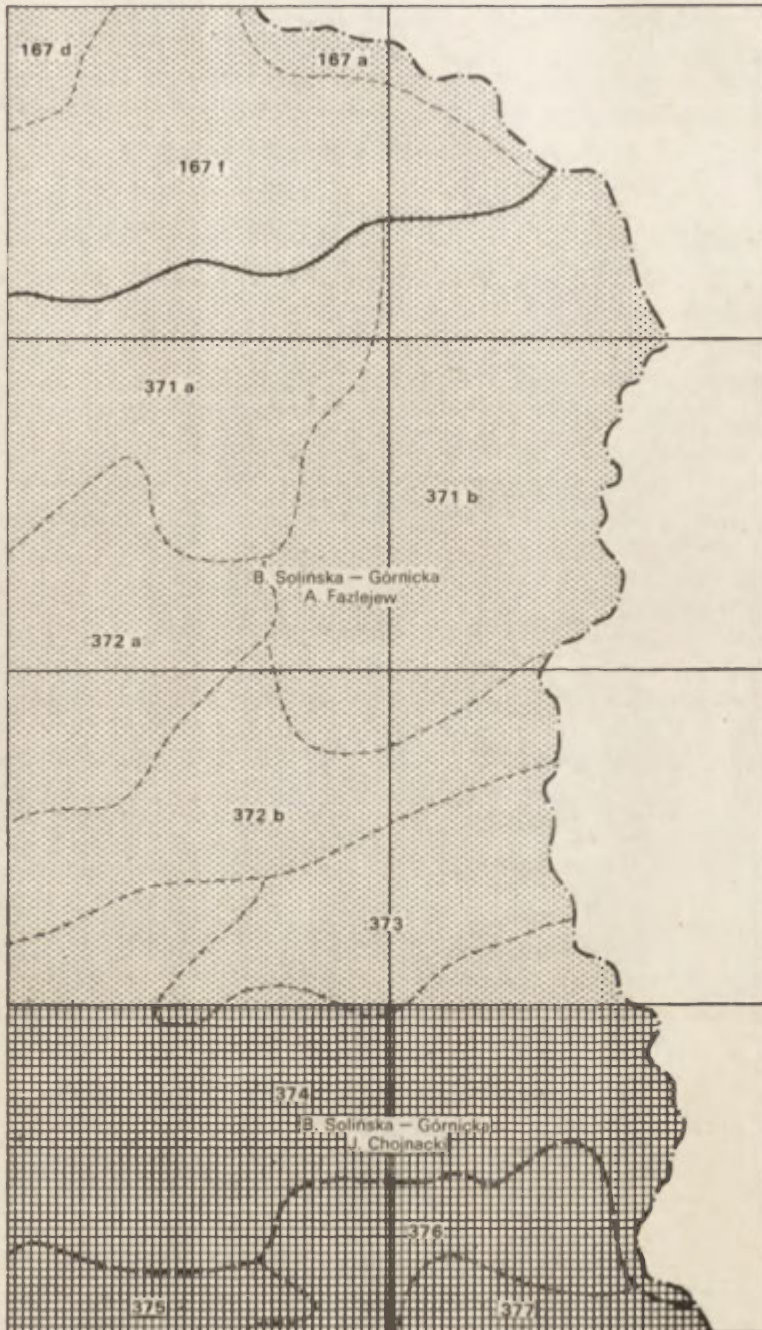 167 d
167 a
167 f
371 a
371 b
B. Solińska – Górnicka
A. Fazlejew
372 a
372 b
373
374
B. Solińska – Górnicka
J. Chojnacki
376
375
377